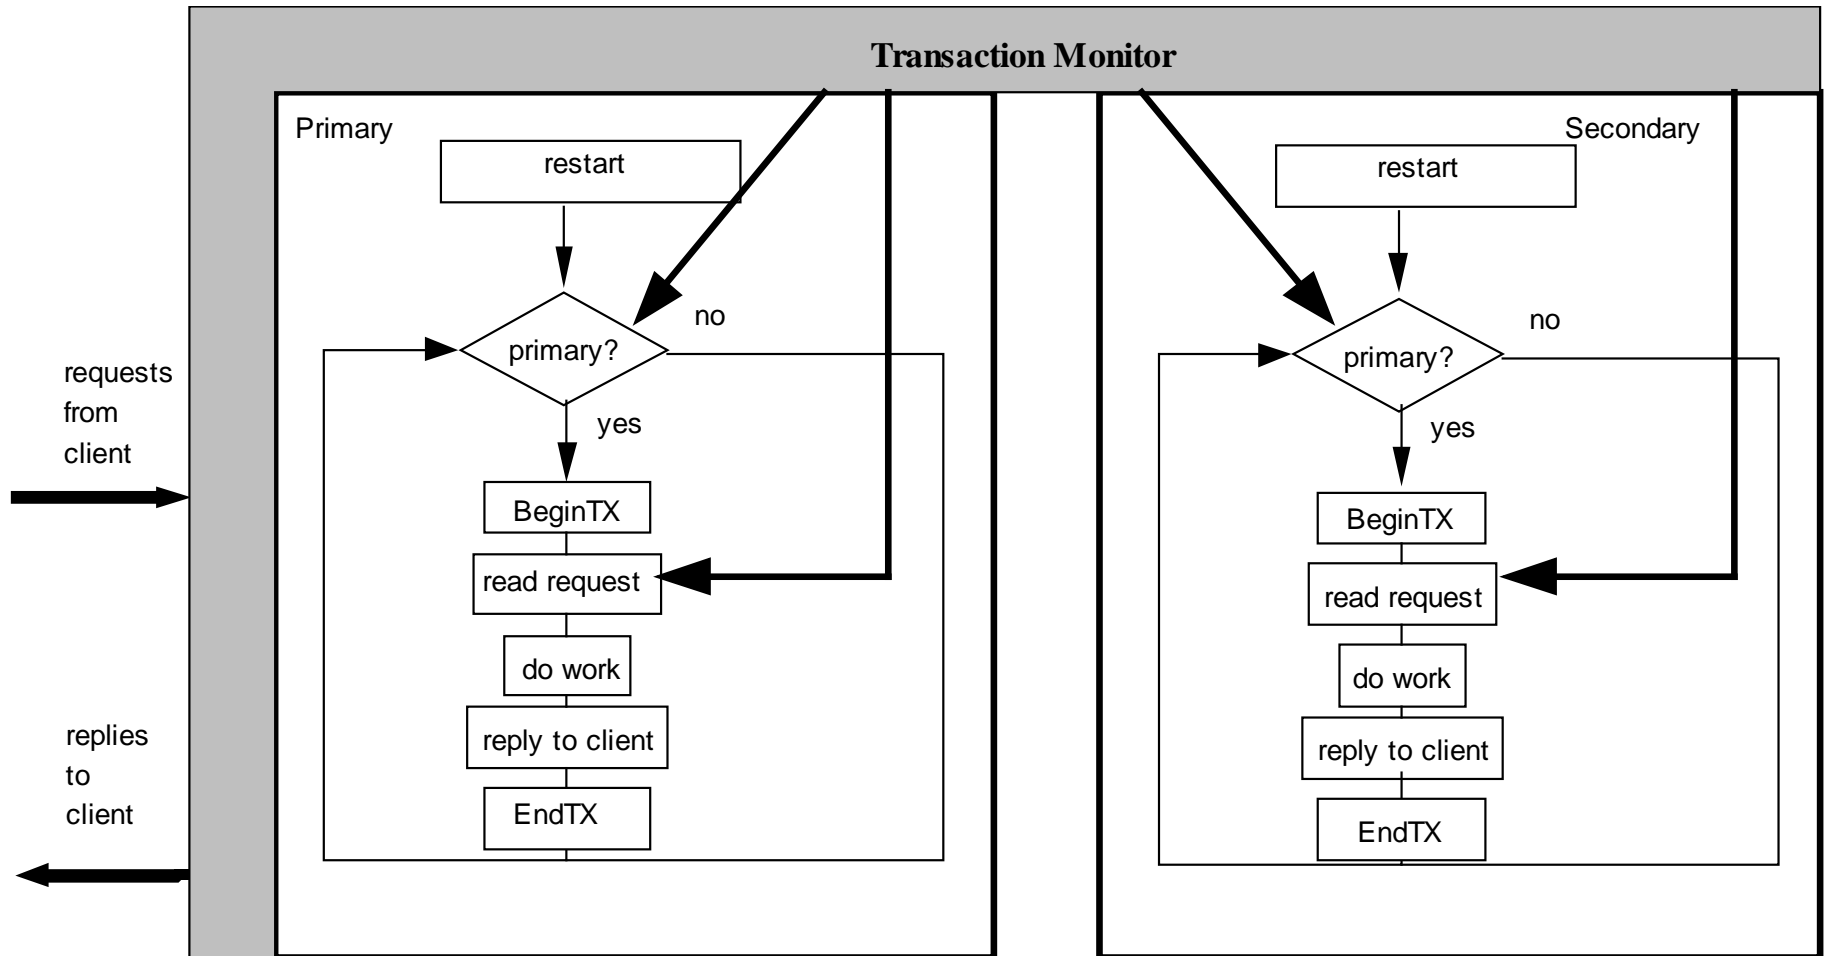 Transaction Monitor
Primary
restart
primary?
no
yes
BeginTX
read request
do work
reply to client
EndTX
Secondary
restart
primary?
no
yes
BeginTX
read request
do work
reply to client
EndTX
requests
from
client
replies
to
client